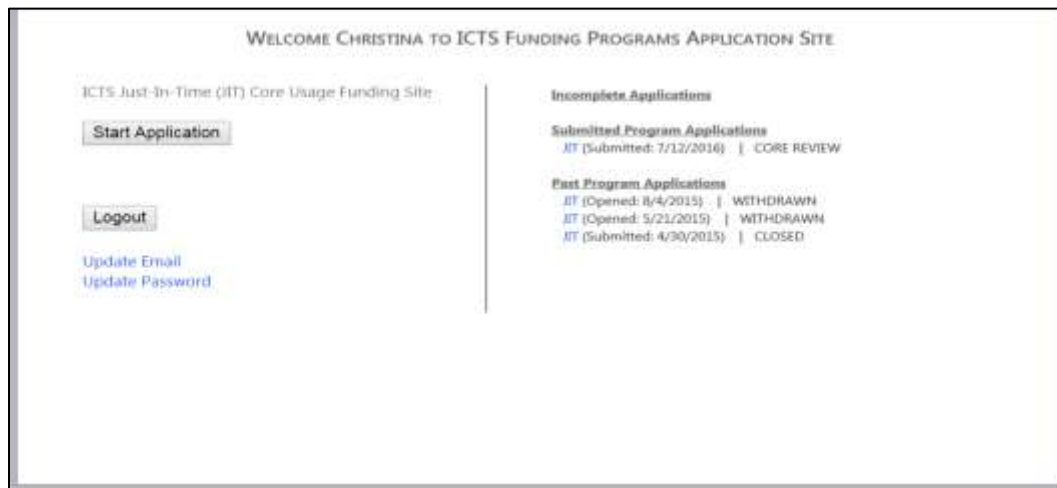 WELCOME CHRISTINA TO ICTS FUNDING PROGRAMS APPLICATION SITE
ICTS Just-In-Time (JIT) Core Usage Funding Site
Start Application
Logout
Update Email
Update Password
Incomplete Applications
Submitted Program Applications
JIT (Submitted: 7/12/2016) | CORE REVIEW
Past Program Applications
JIT (Opened: 8/4/2015) | WITHDRAWN
JIT (Opened: 5/21/2015) | WITHDRAWN
JIT (Submitted: 4/30/2015) | CLOSED